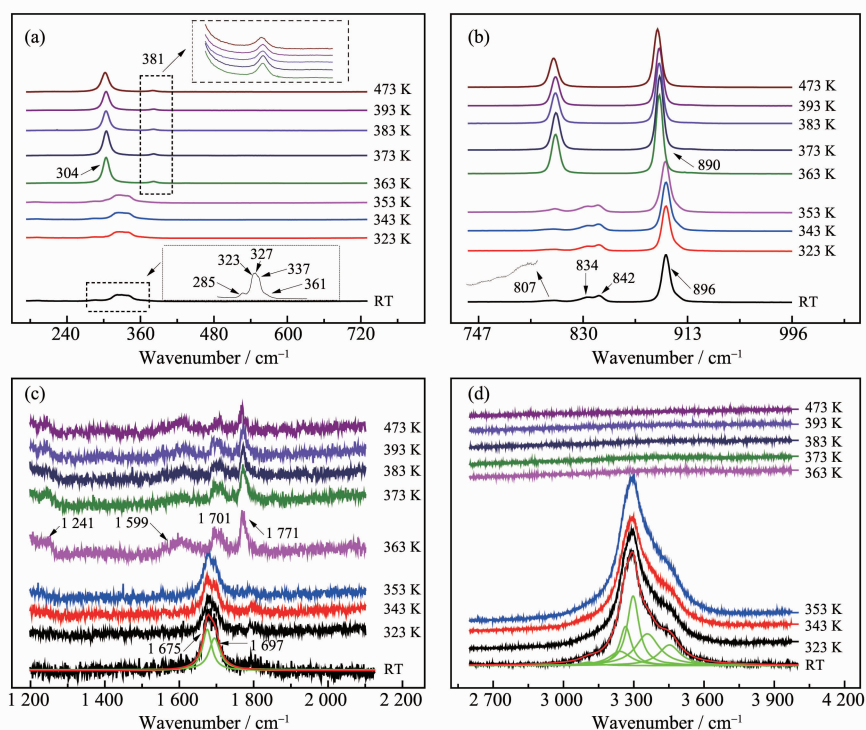 (a)
381
473 K
393 K
383 K
373 K
304
363 K
353 K
343 K
323 K
327
323
337
285
361
RT
240 360 480 600 720
Wavenumber / cm⁻¹
(b)
473 K
393 K
383 K
373 K
890
363 K
353 K
343 K
323 K
834
842
807
896
RT
747 830 913 996
Wavenumber / cm⁻¹
(c)
473 K
393 K
383 K
373 K
1 241
1 599
1 701
1 771
363 K
353 K
343 K
323 K
1 675
1 697
RT
1 200 1 400 1 600 1 800 2 000 2 200
Wavenumber / cm⁻¹
(d)
473 K
393 K
383 K
373 K
363 K
353 K
343 K
323 K
RT
2 700 3 000 3 300 3 600 3 900 4 200
Wavenumber / cm⁻¹